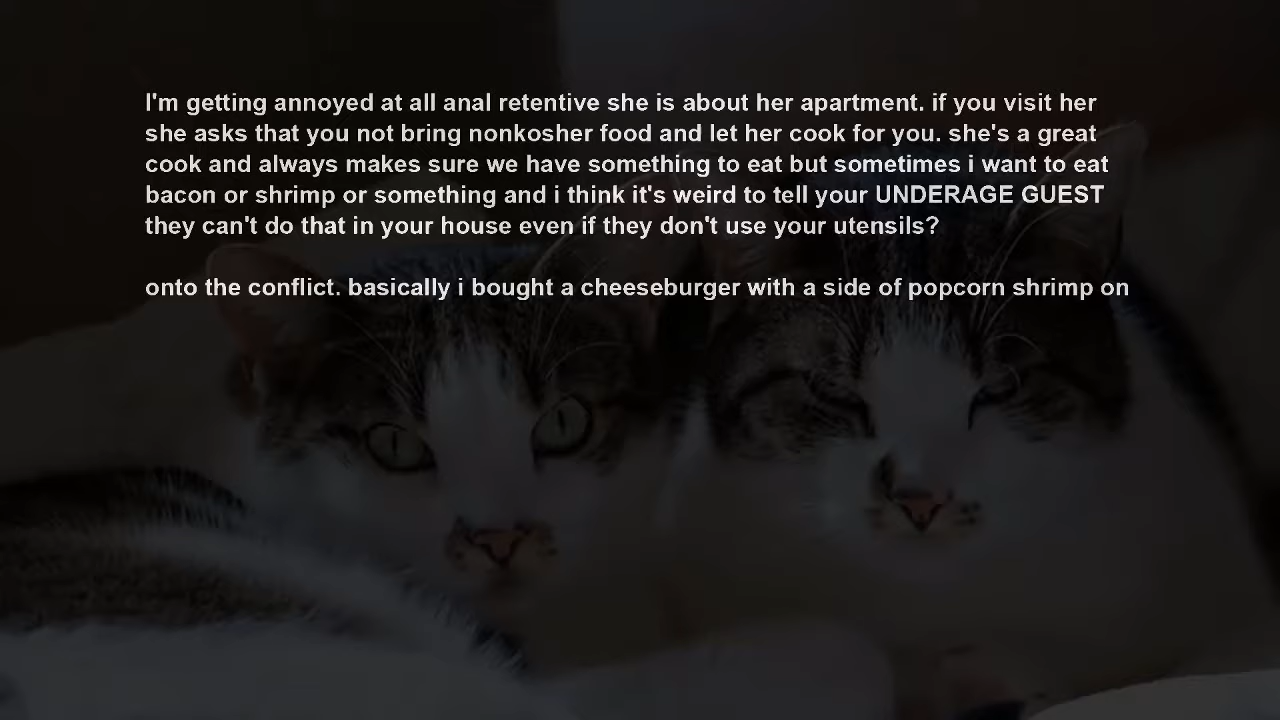 I'm getting annoyed at all anal retentive she is about her apartment. if you visit her
she asks that you not bring nonkosher food and let her cook for you. she's a great
cook and always makes sure we have something to eat but sometimes i want to eat
bacon or shrimp or something and i think it's weird to tell your UNDERAGE GUEST
they can't do that in your house even if they don't use your utensils?
onto the conflict. basically i bought a cheeseburger with a side of popcorn shrimp on